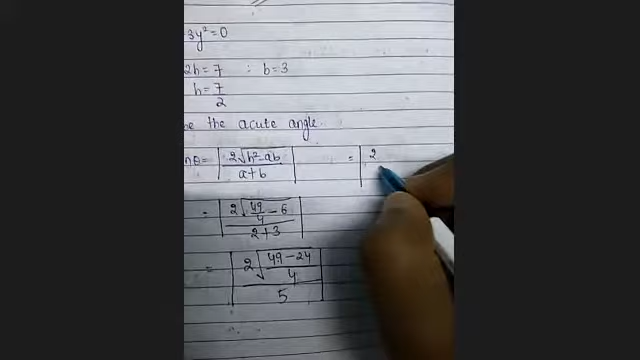 3y² = 0
2h = 7 : b = 3
h = 7/2
the acute angle
nθ = |2√(h²-ab)/(a+b)| = |2
= |2√(49/4 - 6)/(2+3)|
= |2√((49-24)/4)/5|